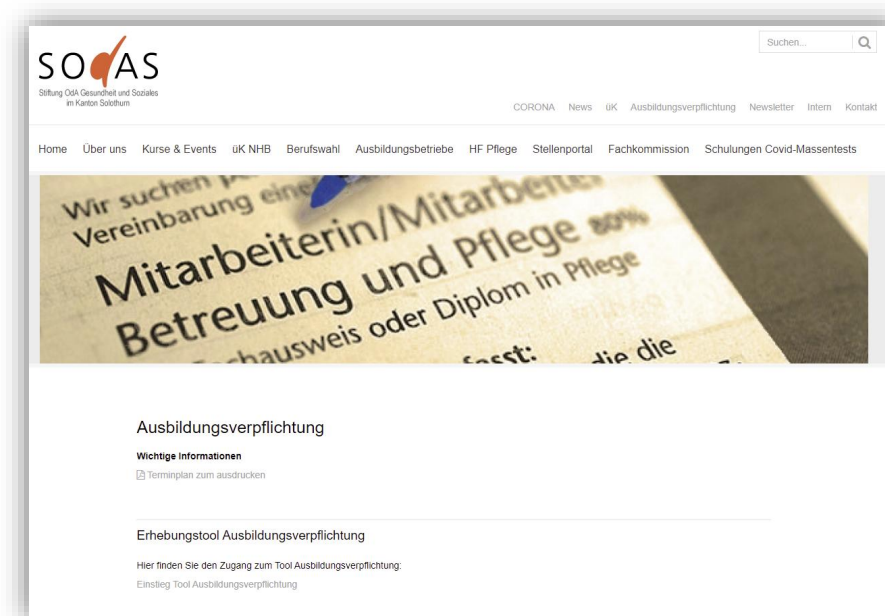 SODAS
Stiftung OdA Gesundheit und Soziales
im Kanton Solothurn
Suchen...
CORONA News üK Ausbildungsverpflichtung Newsletter Intern Kontakt
Home Über uns Kurse & Events üK NHB Berufswahl Ausbildungsbetriebe HF Pflege Stellenportal Fachkommission Schulungen Covid-Massentests
Wir suchen
Vereinbarung eine
Mitarbeiterin/Mitarbeiter
Betreuung und Pflege 80%
Fachausweis oder Diplom in Pflege
die die
Ausbildungsverpflichtung
Wichtige Informationen
Terminplan zum ausdrucken
Erhebungstool Ausbildungsverpflichtung
Hier finden Sie den Zugang zum Tool Ausbildungsverpflichtung:
Einstieg Tool Ausbildungsverpflichtung